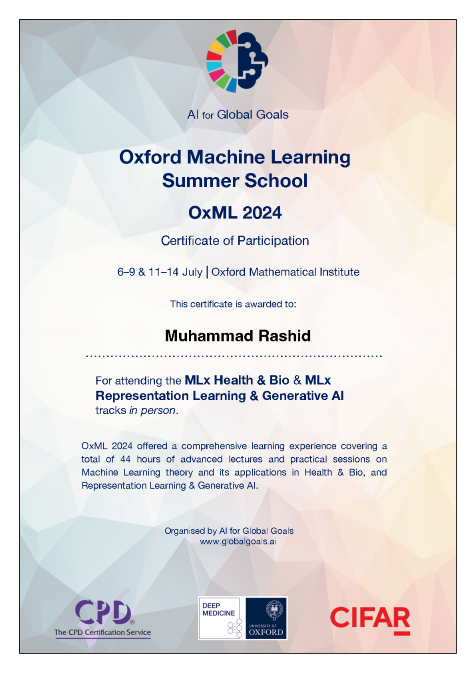 AI for Global Goals
Oxford Machine Learning
Summer School
OxML 2024
Certificate of Participation
6–9 & 11–14 July | Oxford Mathematical Institute
This certificate is awarded to:
Muhammad Rashid
For attending the MLx Health & Bio & MLx
Representation Learning & Generative AI
tracks in person.
OxML 2024 offered a comprehensive learning experience covering a
total of 44 hours of advanced lectures and practical sessions on
Machine Learning theory and its applications in Health & Bio, and
Representation Learning & Generative AI.
Organised by AI for Global Goals
www.globalgoals.ai
CPD®
The CPD Certification Service
DEEP
MEDICINE
UNIVERSITY OF
OXFORD
CIFAR